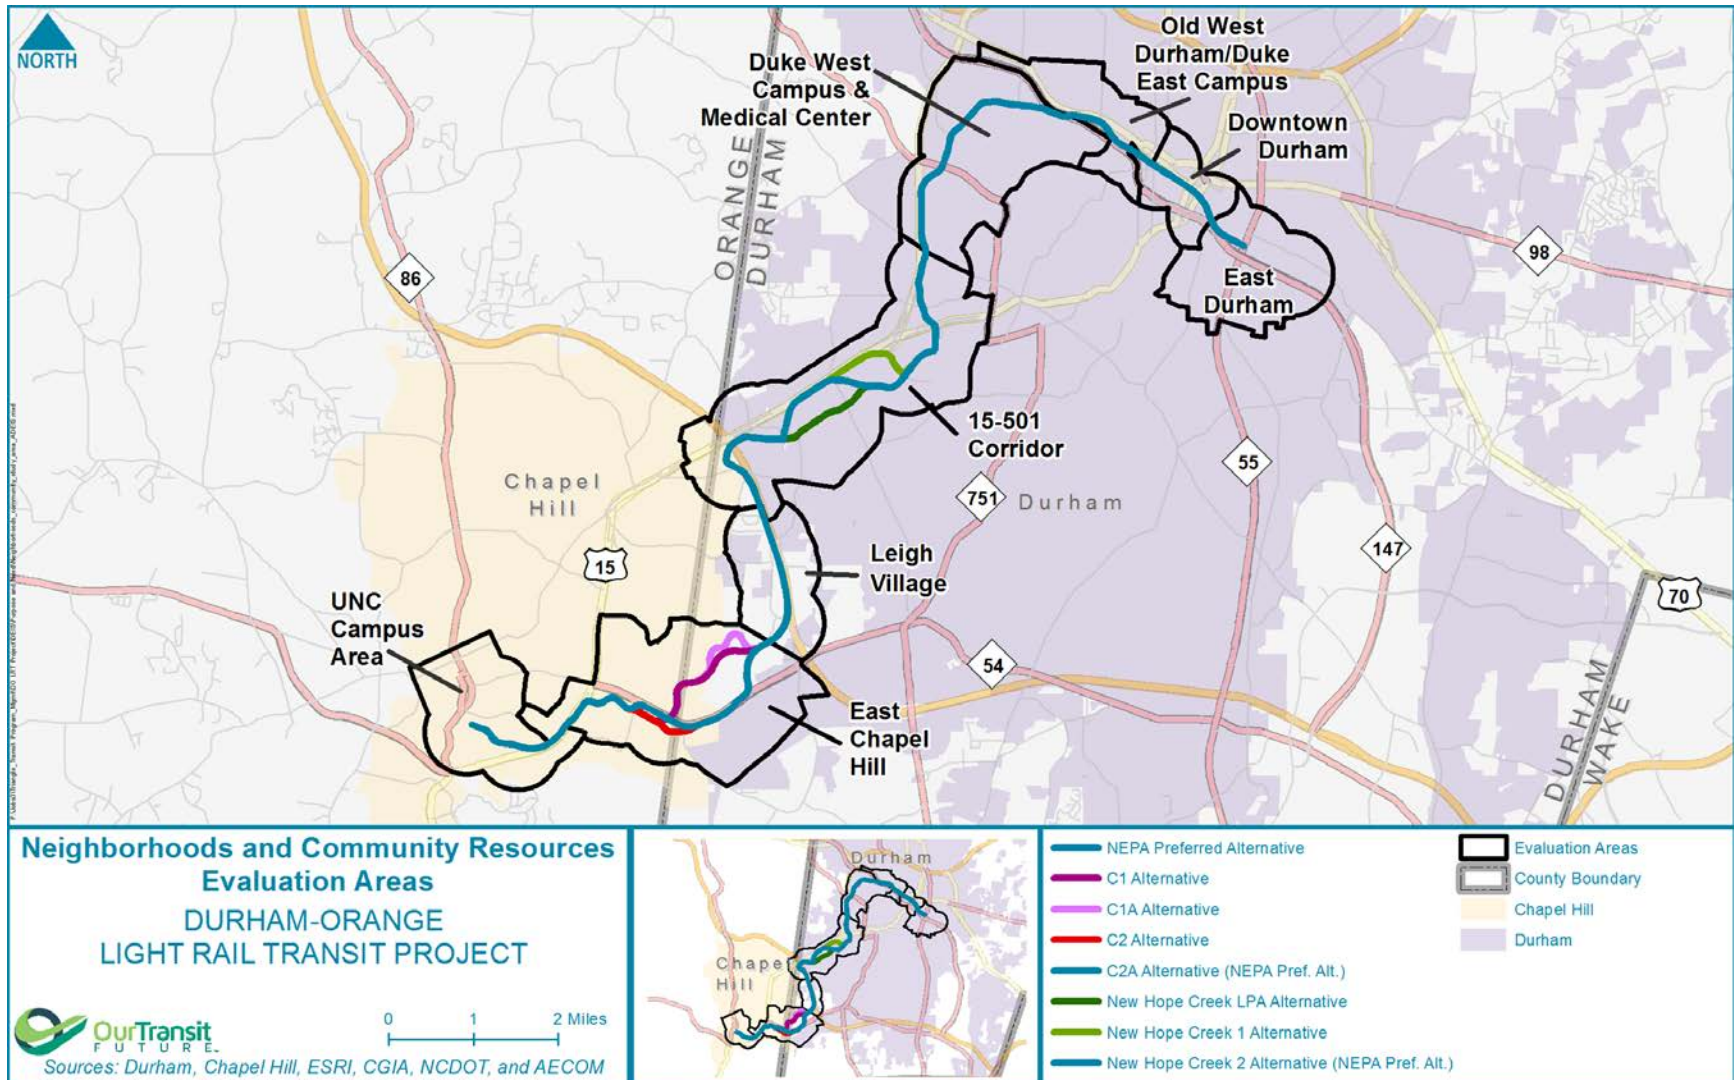 NORTH
Old West
Durham/Duke
East Campus
Duke West
Campus &
Medical Center
Downtown
Durham
ORANGE
DURHAM
86
98
East
Durham
15-501
Corridor
Chapel
Hill
55
751
Durham
147
15
Leigh
Village
70
UNC
Campus
Area
54
East
Chapel
Hill
DURHAM
WAKE
Neighborhoods and Community Resources
Evaluation Areas
DURHAM-ORANGE
LIGHT RAIL TRANSIT PROJECT
OurTransit
FUTURE
0 1 2 Miles
Sources: Durham, Chapel Hill, ESRI, CGIA, NCDOT, and AECOM
Durham
Chapel
Hill
NEPA Preferred Alternative
C1 Alternative
C1A Alternative
C2 Alternative
C2A Alternative (NEPA Pref. Alt.)
New Hope Creek LPA Alternative
New Hope Creek 1 Alternative
New Hope Creek 2 Alternative (NEPA Pref. Alt.)
Evaluation Areas
County Boundary
Chapel Hill
Durham